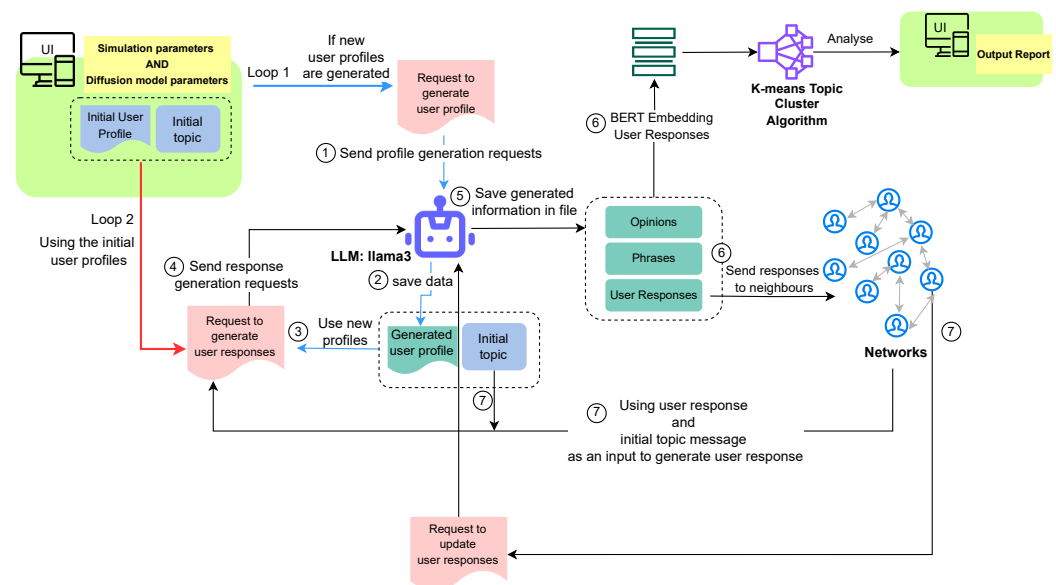 UI
Simulation parameters
AND
Diffusion model parameters
Initial User
Profile
Initial
topic
Loop 1
If new
user profiles
are generated
Request to
generate
user profile
1 Send profile generation requests
Loop 2
Using the initial
user profiles
4 Send response
generation requests
Request to
generate
user responses
LLM: llama3
2 save data
3 Use new
profiles
Generated
user profile
Initial
topic
7
5 Save generated
information in file
Opinions
Phrases
User Responses
6 BERT Embedding
User Responses
K-means Topic
Cluster
Algorithm
Analyse
UI
Output Report
6
Send responses
to neighbours
Networks
7
7 Using user response
and
initial topic message
as an input to generate user response
Request to
update
user responses